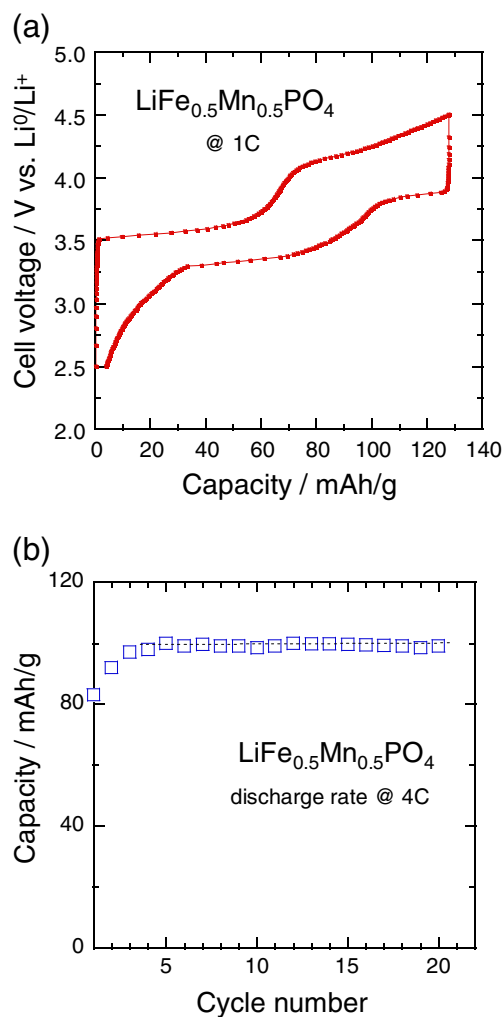 (a)
5.0
4.5
4.0
3.5
3.0
2.5
2.0
Cell voltage / V vs. Li⁰/Li⁺
LiFe₀.₅Mn₀.₅PO₄
@ 1C
0 20 40 60 80 100 120 140
Capacity / mAh/g
(b)
120
80
40
0
Capacity / mAh/g
LiFe₀.₅Mn₀.₅PO₄
discharge rate @ 4C
5 10 15 20
Cycle number